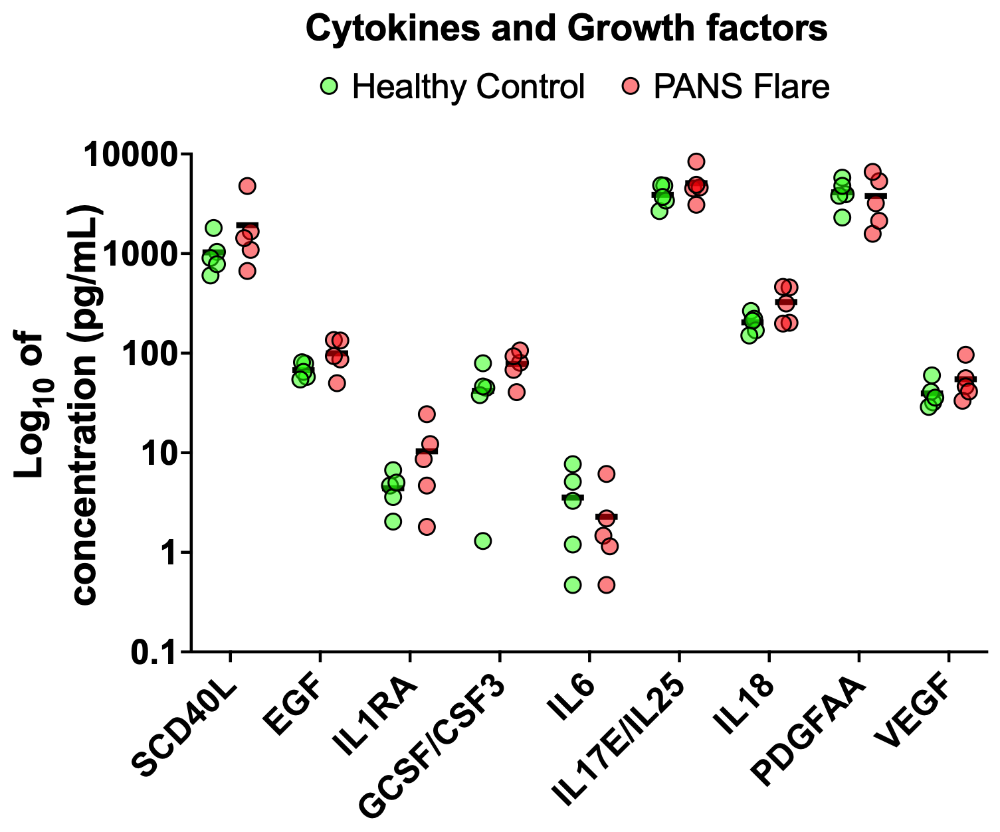 Cytokines and Growth factors
Healthy Control
PANS Flare
Log10 of
concentration (pg/mL)
10000
1000
100
10
1
0.1
SCD40L
EGF
IL1RA
GCSF/CSF3
IL6
IL17E/IL25
IL18
PDGFAA
VEGF